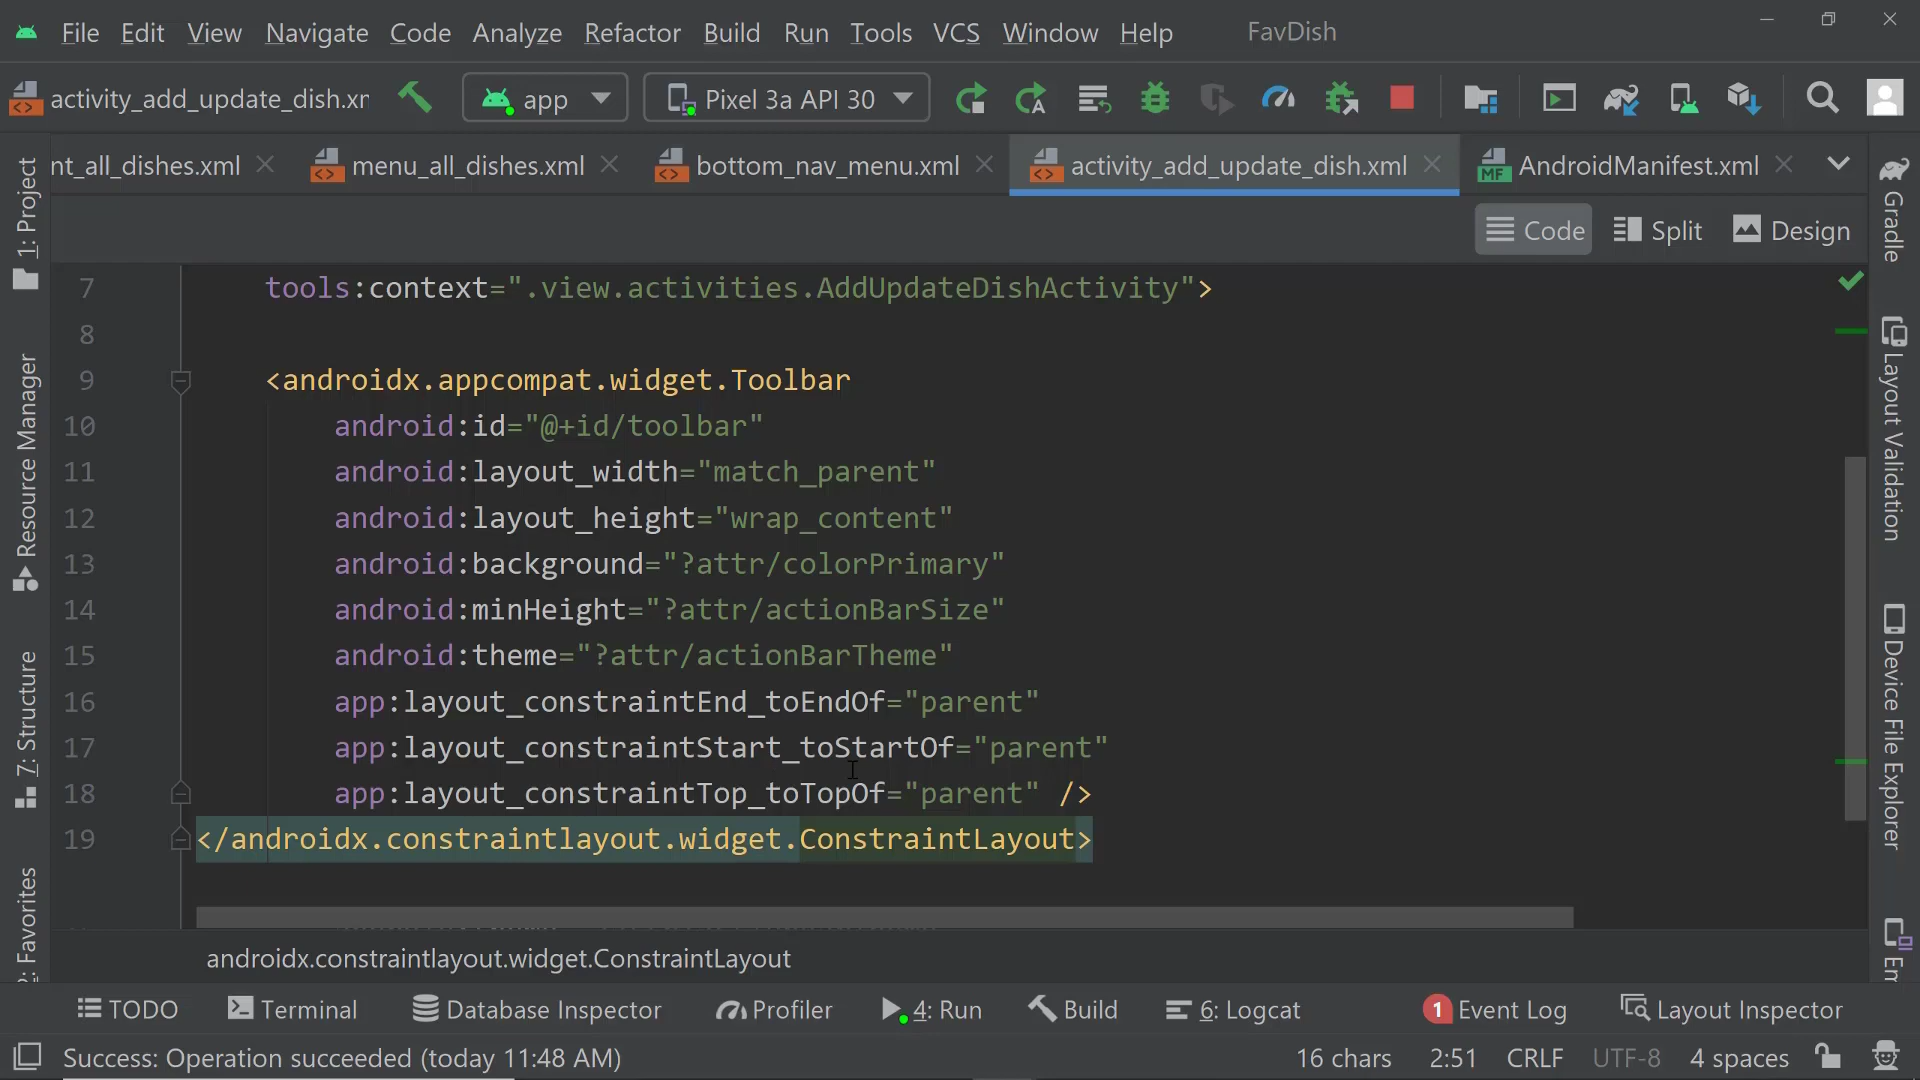 File Edit View Navigate Code Analyze Refactor Build Run Tools VCS Window Help FavDish
activity_add_update_dish.xr app Pixel 3a API 30
nt_all_dishes.xml menu_all_dishes.xml bottom_nav_menu.xml activity_add_update_dish.xml AndroidManifest.xml
Code Split Design
1: Project
Resource Manager
7: Structure
2: Favorites
7 tools:context=".view.activities.AddUpdateDishActivity">
8
9 <androidx.appcompat.widget.Toolbar
10 android:id="@+id/toolbar"
11 android:layout_width="match_parent"
12 android:layout_height="wrap_content"
13 android:background="?attr/colorPrimary"
14 android:minHeight="?attr/actionBarSize"
15 android:theme="?attr/actionBarTheme"
16 app:layout_constraintEnd_toEndOf="parent"
17 app:layout_constraintStart_toStartOf="parent"
18 app:layout_constraintTop_toTopOf="parent" />
19 </androidx.constraintlayout.widget.ConstraintLayout>
androidx.constraintlayout.widget.ConstraintLayout
Gradle
Layout Validation
Device File Explorer
Em
TODO Terminal Database Inspector Profiler 4: Run Build 6: Logcat 1 Event Log Layout Inspector
Success: Operation succeeded (today 11:48 AM) 16 chars 2:51 CRLF UTF-8 4 spaces